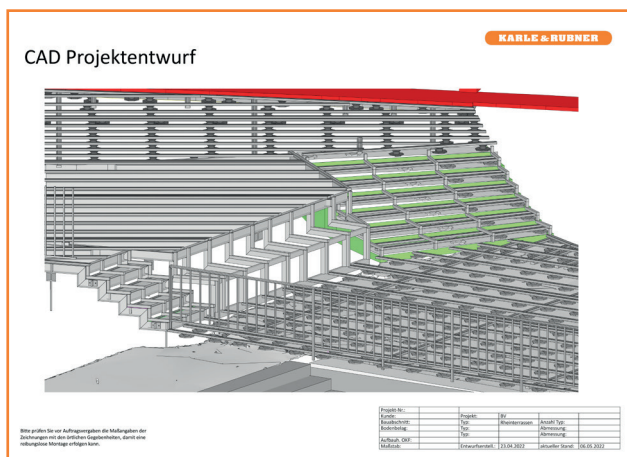 KARLE & RUBNER
CAD Projektentwurf
Bitte prüfen Sie vor Auftragsvergaben die Maßangaben der
Zeichnungen mit den örtlichen Gegebenheiten, damit eine
reibungslose Montage erfolgen kann.
Projekt-Nr.:
Kunde: Projekt: BV
Bauabschnitt: Typ: Rheinterrassen Anzahl Typ:
Bodenbelag: Typ: Abmessung:
Typ: Abmessung:
Aufbauh. OKF:
Maßstab: Entwurfserstell.: 23.04.2022 aktueller Stand: 06.05.2022